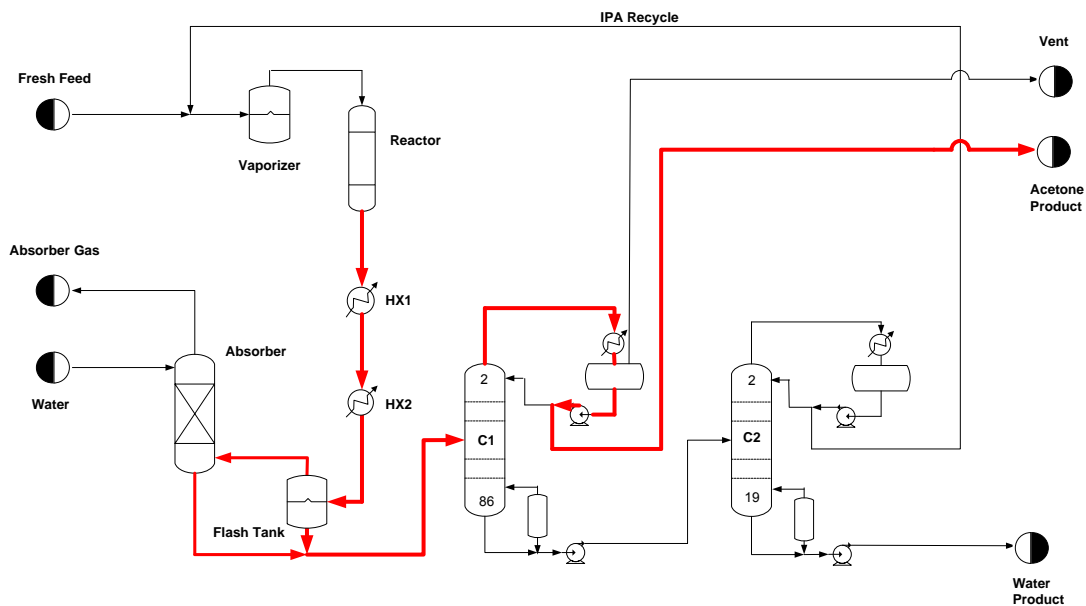 IPA Recycle
Vent
Fresh Feed
Reactor
Vaporizer
Acetone
Product
Absorber Gas
HX1
Absorber
2
2
Water
HX2
C1
C2
86
19
Flash Tank
Water
Product